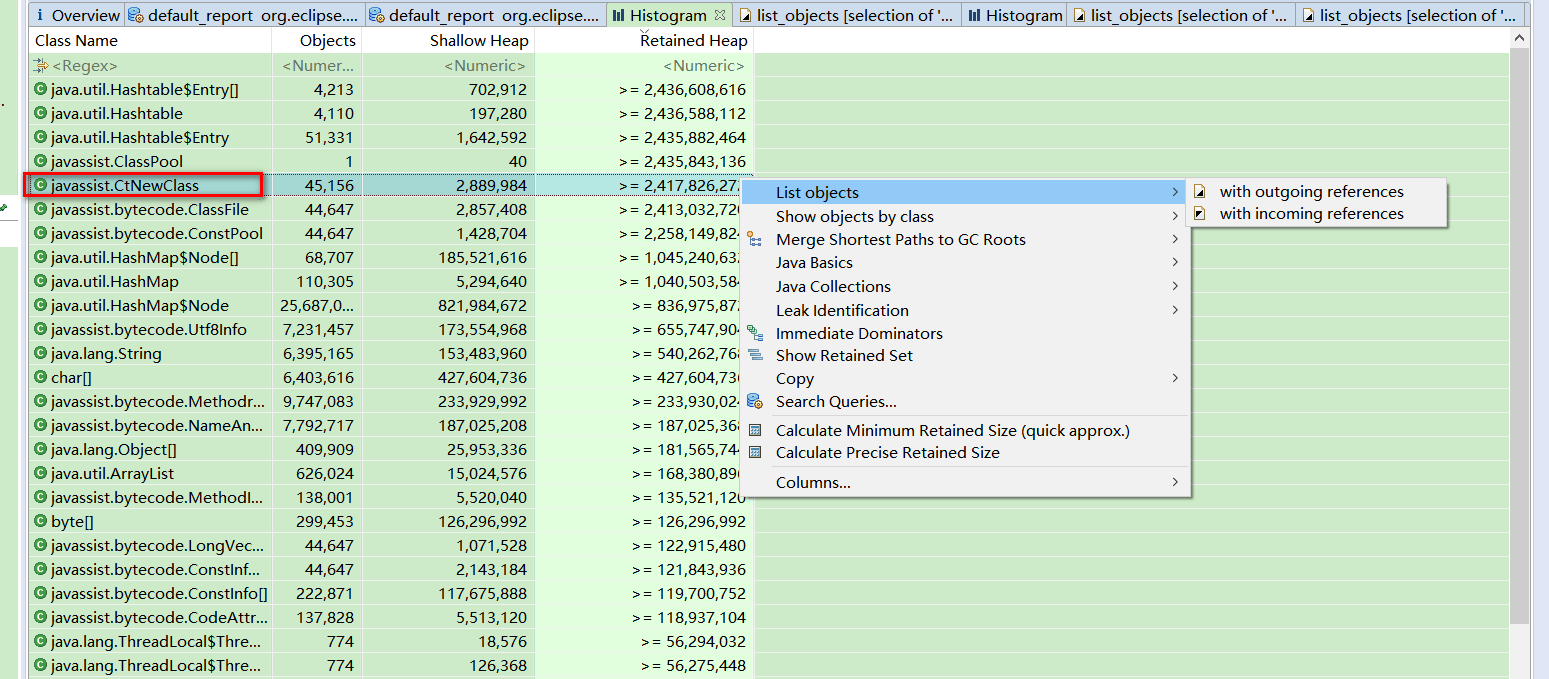 i Overview default_report org.eclipse.... default_report org.eclipse.... Histogram list_objects [selection of '... Histogram list_objects [selection of '... list_objects [selection of '...
Class Name Objects Shallow Heap Retained Heap
<Regex> <Numer... <Numeric> <Numeric>
java.util.Hashtable$Entry[] 4,213 702,912 >= 2,436,608,616
java.util.Hashtable 4,110 197,280 >= 2,436,588,112
java.util.Hashtable$Entry 51,331 1,642,592 >= 2,435,882,464
javassist.ClassPool 1 40 >= 2,435,843,136
javassist.CtNewClass 45,156 2,889,984 >= 2,417,826,27
javassist.bytecode.ClassFile 44,647 2,857,408 >= 2,413,032,72
javassist.bytecode.ConstPool 44,647 1,428,704 >= 2,258,149,82
java.util.HashMap$Node[] 68,707 185,521,616 >= 1,045,240,63
java.util.HashMap 110,305 5,294,640 >= 1,040,503,58
java.util.HashMap$Node 25,687,0... 821,984,672 >= 836,975,87
javassist.bytecode.Utf8Info 7,231,457 173,554,968 >= 655,747,90
java.lang.String 6,395,165 153,483,960 >= 540,262,76
char[] 6,403,616 427,604,736 >= 427,604,73
javassist.bytecode.Methodr... 9,747,083 233,929,992 >= 233,930,02
javassist.bytecode.NameAn... 7,792,717 187,025,208 >= 187,025,36
java.lang.Object[] 409,909 25,953,336 >= 181,565,74
java.util.ArrayList 626,024 15,024,576 >= 168,380,89
javassist.bytecode.MethodI... 138,001 5,520,040 >= 135,521,120
byte[] 299,453 126,296,992 >= 126,296,992
javassist.bytecode.LongVec... 44,647 1,071,528 >= 122,915,480
javassist.bytecode.ConstInf... 44,647 2,143,184 >= 121,843,936
javassist.bytecode.ConstInfo[] 222,871 117,675,888 >= 119,700,752
javassist.bytecode.CodeAttr... 137,828 5,513,120 >= 118,937,104
java.lang.ThreadLocal$Thre... 774 18,576 >= 56,294,032
java.lang.ThreadLocal$Thre... 774 126,368 >= 56,275,448
List objects
Show objects by class
Merge Shortest Paths to GC Roots
Java Basics
Java Collections
Leak Identification
Immediate Dominators
Show Retained Set
Copy
Search Queries...
Calculate Minimum Retained Size (quick approx.)
Calculate Precise Retained Size
Columns...
with outgoing references
with incoming references